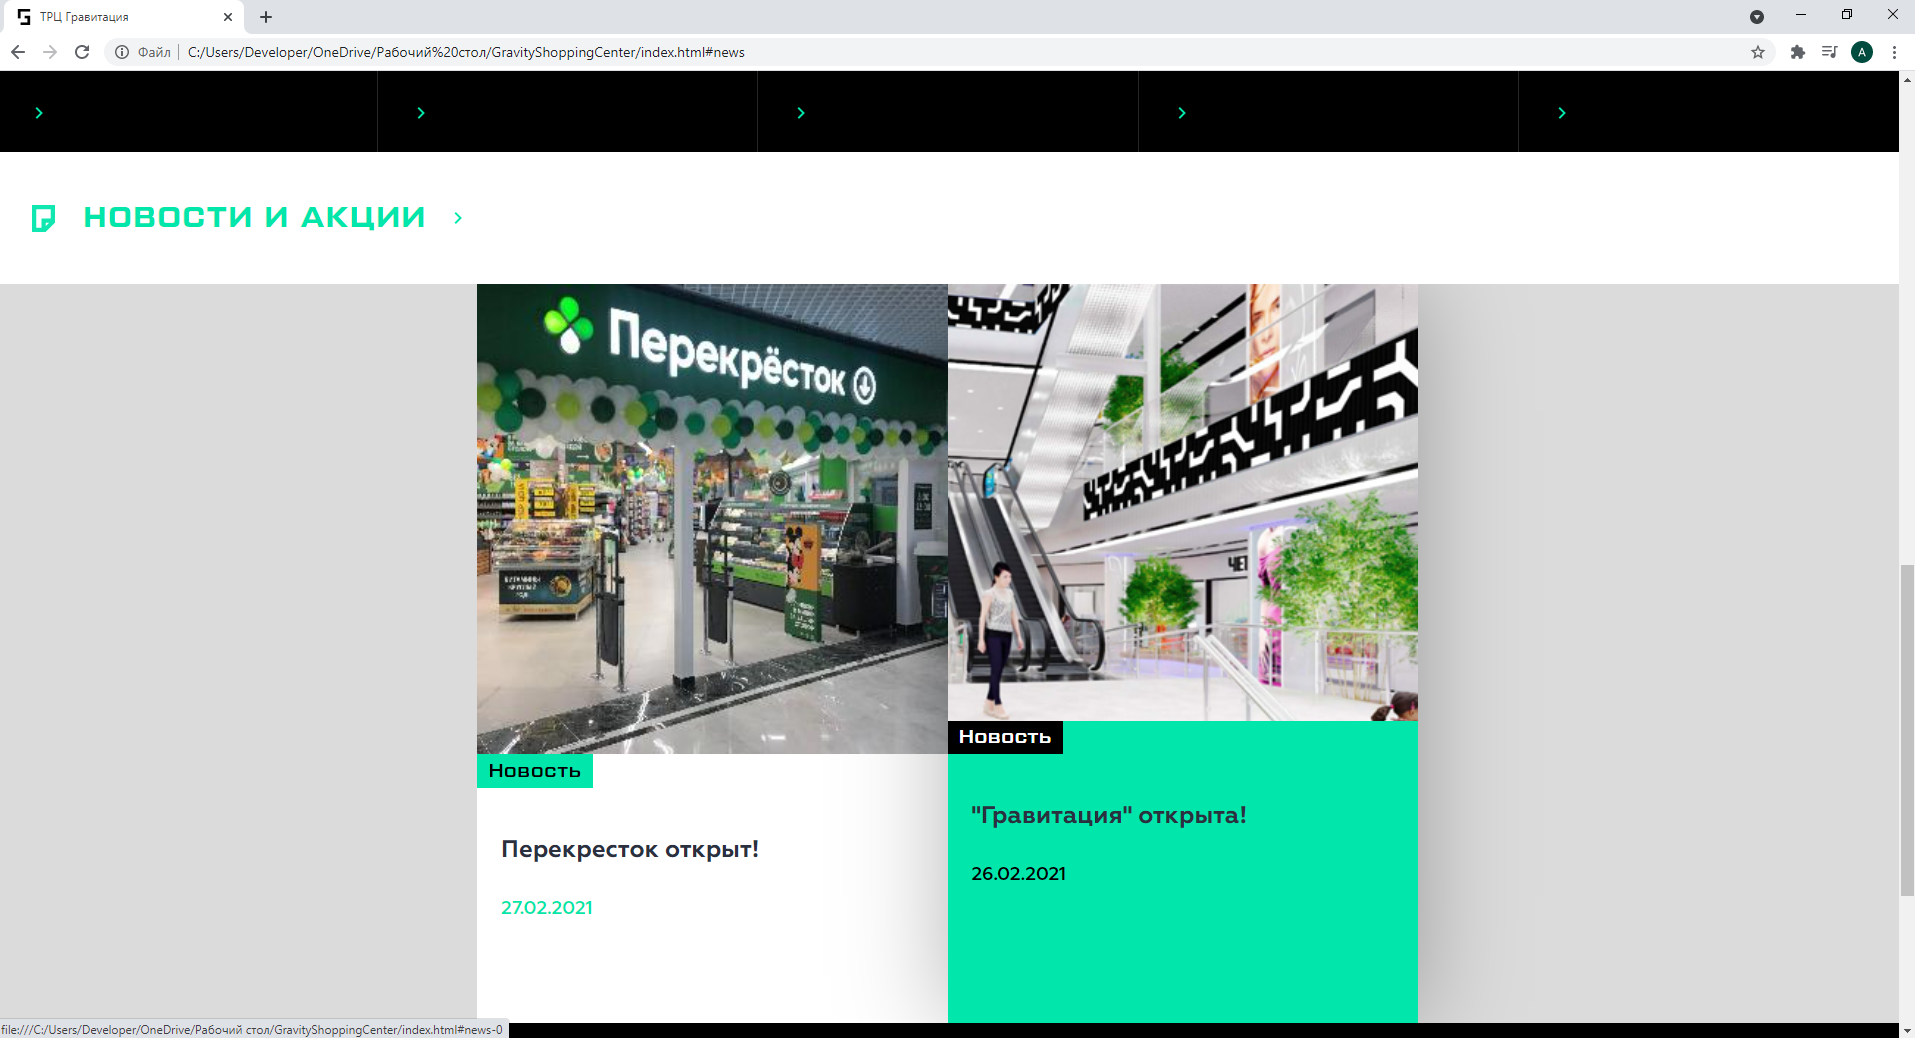 ТРЦ Гравитация
Файл
C:/Users/Developer/OneDrive/Рабочий%20стол/GravityShoppingCenter/index.html#news
A
НОВОСТИ И АКЦИИ
Перекрёсток
Новость
Новость
"Гравитация" открыта!
Перекресток открыт!
26.02.2021
27.02.2021
file:///C:/Users/Developer/OneDrive/Рабочий стол/GravityShoppingCenter/index.html#news-0